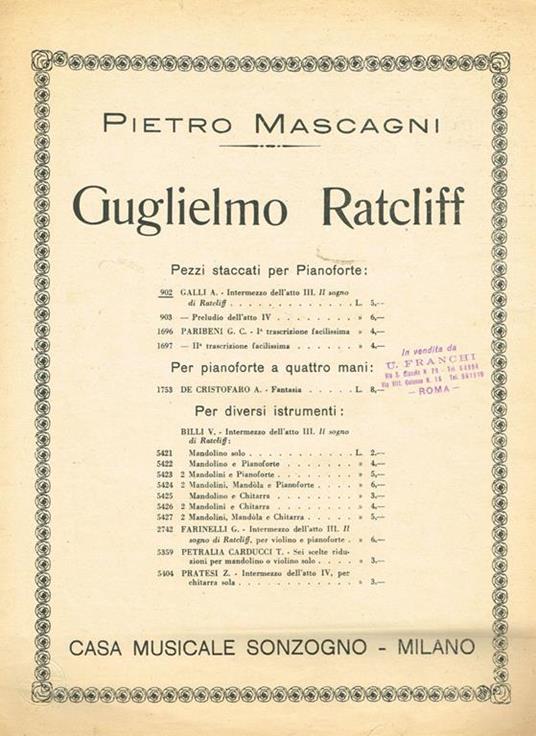 PIETRO MASCAGNI
Guglielmo Ratcliff
Pezzi staccati per Pianoforte:
902 GALLI A. - Intermezzo dell'atto III. Il sogno
di Ratcliff . . . . . . . . . . . . L. 5,—
903 — Preludio dell'atto IV . . . . . . . . » 6,—
1696 PARIBENI G. C. - Iª trascrizione facilissima » 4,—
1697 — IIª trascrizione facilissima . . . . . . » 4,—
In vendita da
U. FRANCHI
— ROMA —
Per pianoforte a quattro mani:
1753 DE CRISTOFARO A. - Fantasia . . . . . L. 8,—
Per diversi istrumenti:
BILLI V. - Intermezzo dell'atto III. Il sogno
di Ratcliff:
5421 Mandolino solo . . . . . . . . . . . L. 2,—
5422 Mandolino e Pianoforte . . . . . . . » 4,—
5423 2 Mandolini e Pianoforte . . . . . . . » 5,—
5424 2 Mandolini, Mandòla e Pianoforte . . . . » 6,—
5425 Mandolino e Chitarra . . . . . . . . » 3,—
5426 2 Mandolini e Chitarra . . . . . . . . » 4,—
5427 2 Mandolini, Mandòla e Chitarra . . . . . » 5,—
2742 FARINELLI G. - Intermezzo dell'atto III. Il
sogno di Ratcliff, per violino e pianoforte . » 6,—
5359 PETRALIA CARDUCCI T. - Sei scelte ridu-
zioni per mandolino o violino solo . . . . » 3,—
5404 PRATESI Z. - Intermezzo dell'atto IV, per
chitarra sola . . . . . . . . . . . . » 3,—
CASA MUSICALE SONZOGNO - MILANO